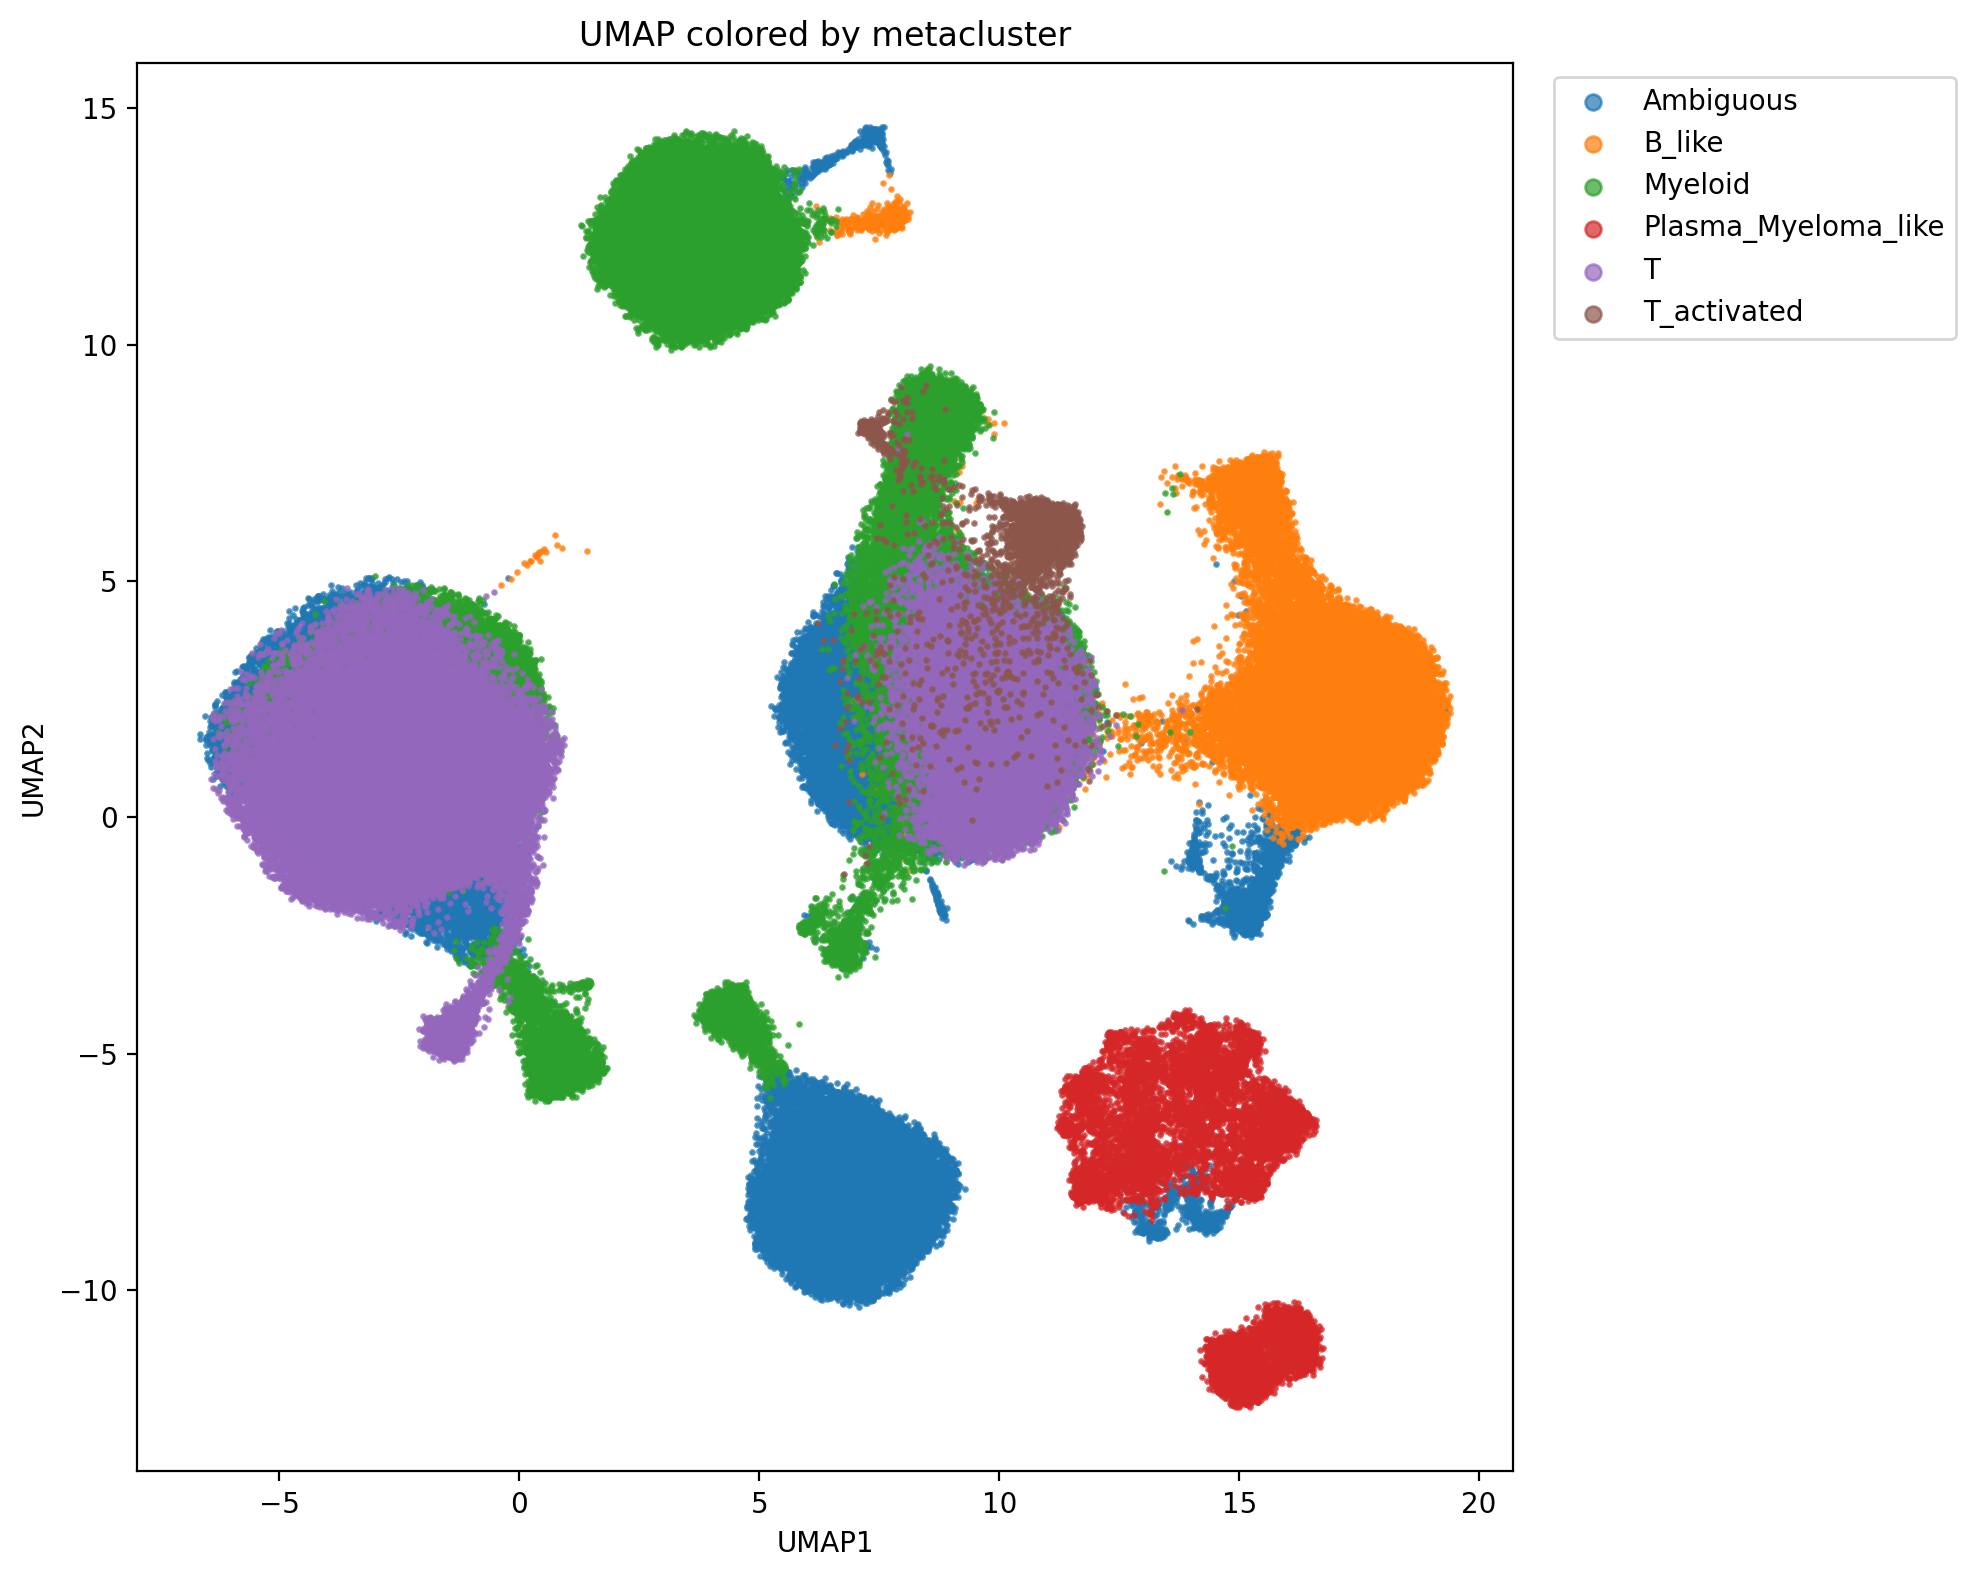 UMAP colored by metacluster
Ambiguous
B_like
Myeloid
Plasma_Myeloma_like
T
T_activated
15
10
5
0
−5
−10
UMAP2
−5
0
5
10
15
20
UMAP1